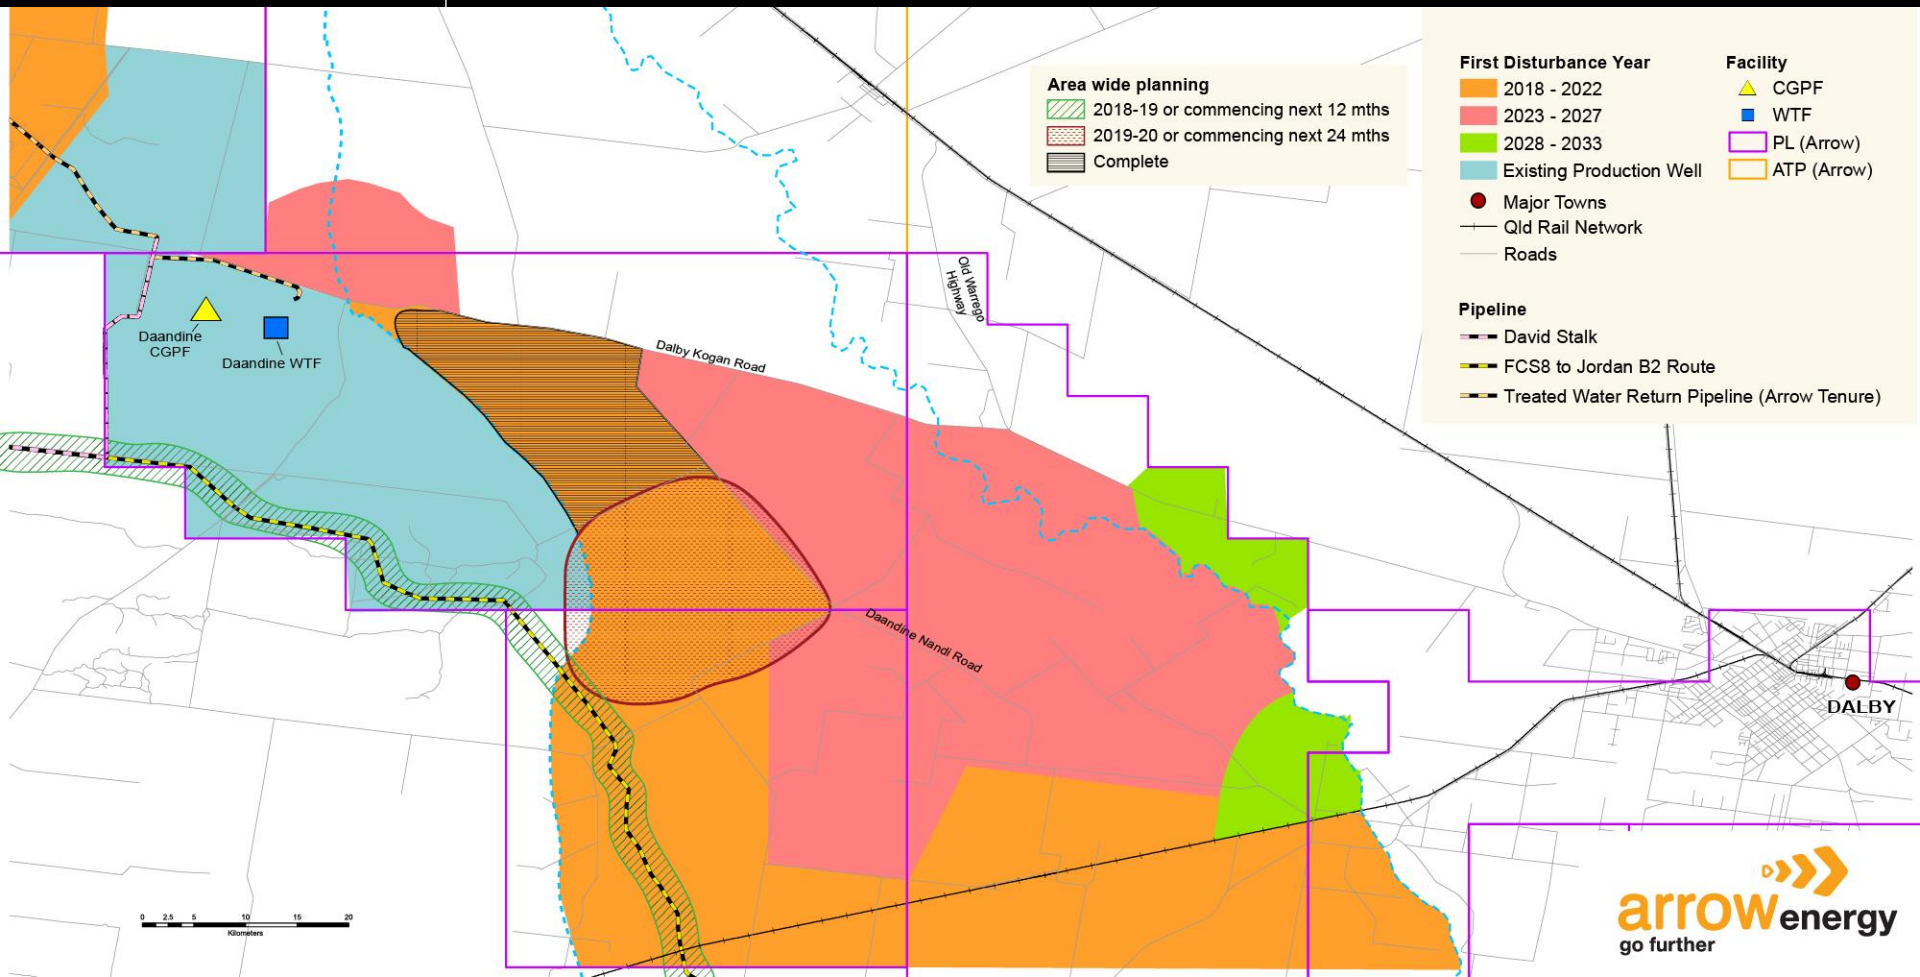 Area wide planning
2018-19 or commencing next 12 mths
2019-20 or commencing next 24 mths
Complete
First Disturbance Year
2018 - 2022
2023 - 2027
2028 - 2033
Existing Production Well
Major Towns
Qld Rail Network
Roads
Facility
CGPF
WTF
PL (Arrow)
ATP (Arrow)
Pipeline
David Stalk
FCS8 to Jordan B2 Route
Treated Water Return Pipeline (Arrow Tenure)
Old Warrego
Highway
Daandine
CGPF
Daandine WTF
Dalby Kogan Road
Daandine Nandi Road
DALBY
0 2.5 5 10 15 20
Kilometers
arrowenergy
go further